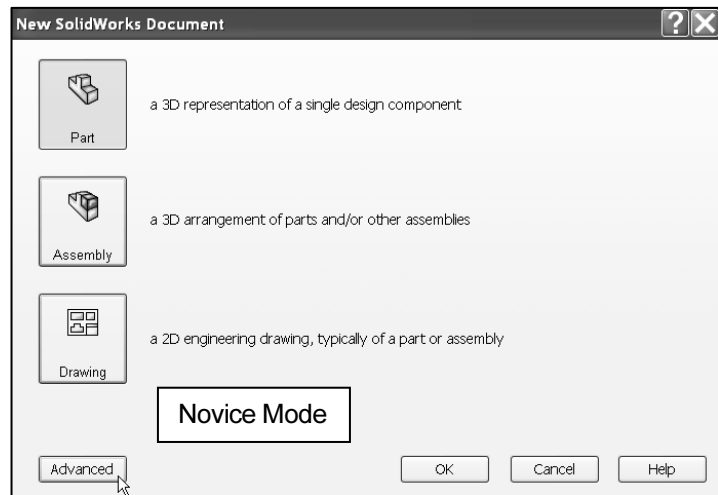 New SolidWorks Document
Part
a 3D representation of a single design component
Assembly
a 3D arrangement of parts and/or other assemblies
Drawing
a 2D engineering drawing, typically of a part or assembly
Novice Mode
Advanced
OK
Cancel
Help